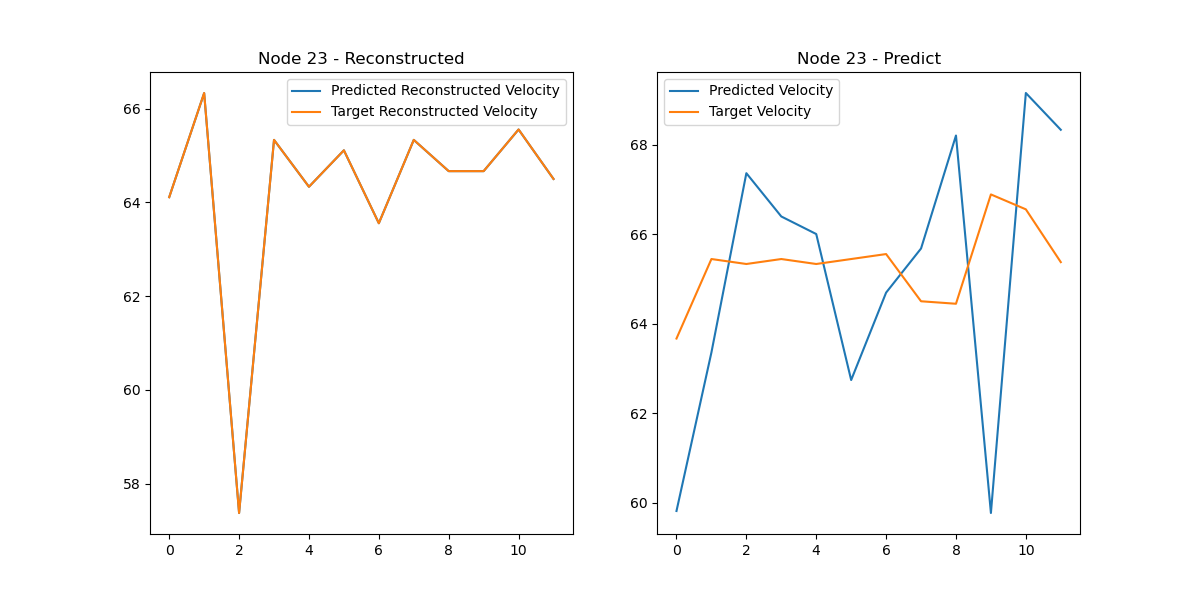 Node 23 - Reconstructed
Predicted Reconstructed Velocity
Target Reconstructed Velocity
66
64
62
60
58
0 2 4 6 8 10
Node 23 - Predict
Predicted Velocity
Target Velocity
68
66
64
62
60
0 2 4 6 8 10